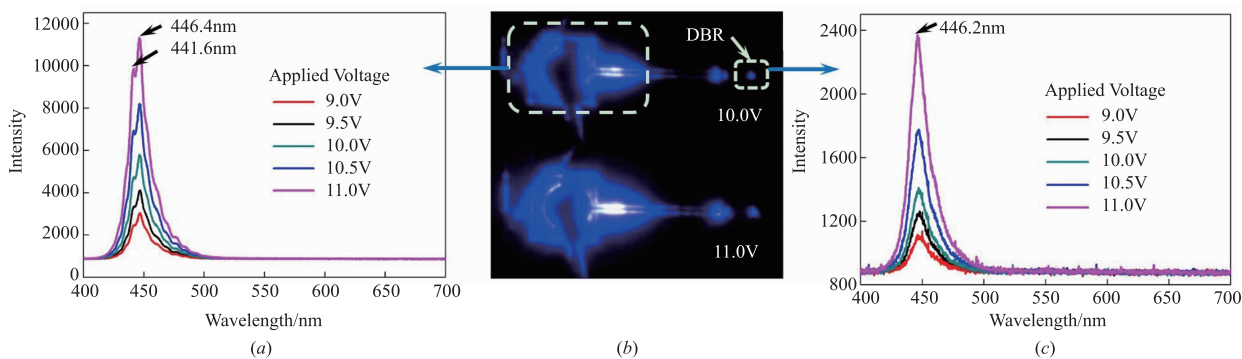 12000
10000
8000
6000
4000
2000
0
Intensity
446.4nm
441.6nm
Applied Voltage
9.0V
9.5V
10.0V
10.5V
11.0V
400 450 500 550 600 650 700
Wavelength/nm
(a)
DBR
10.0V
11.0V
(b)
2400
2000
1600
1200
800
Intensity
446.2nm
Applied Voltage
9.0V
9.5V
10.0V
10.5V
11.0V
400 450 500 550 600 650 700
Wavelength/nm
(c)